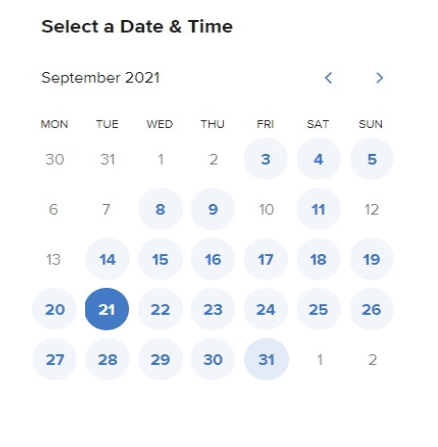 Select a Date & Time
September 2021
MON TUE WED THU FRI SAT SUN
30 31 1 2 3 4 5
6 7 8 9 10 11 12
13 14 15 16 17 18 19
20 21 22 23 24 25 26
27 28 29 30 31 1 2